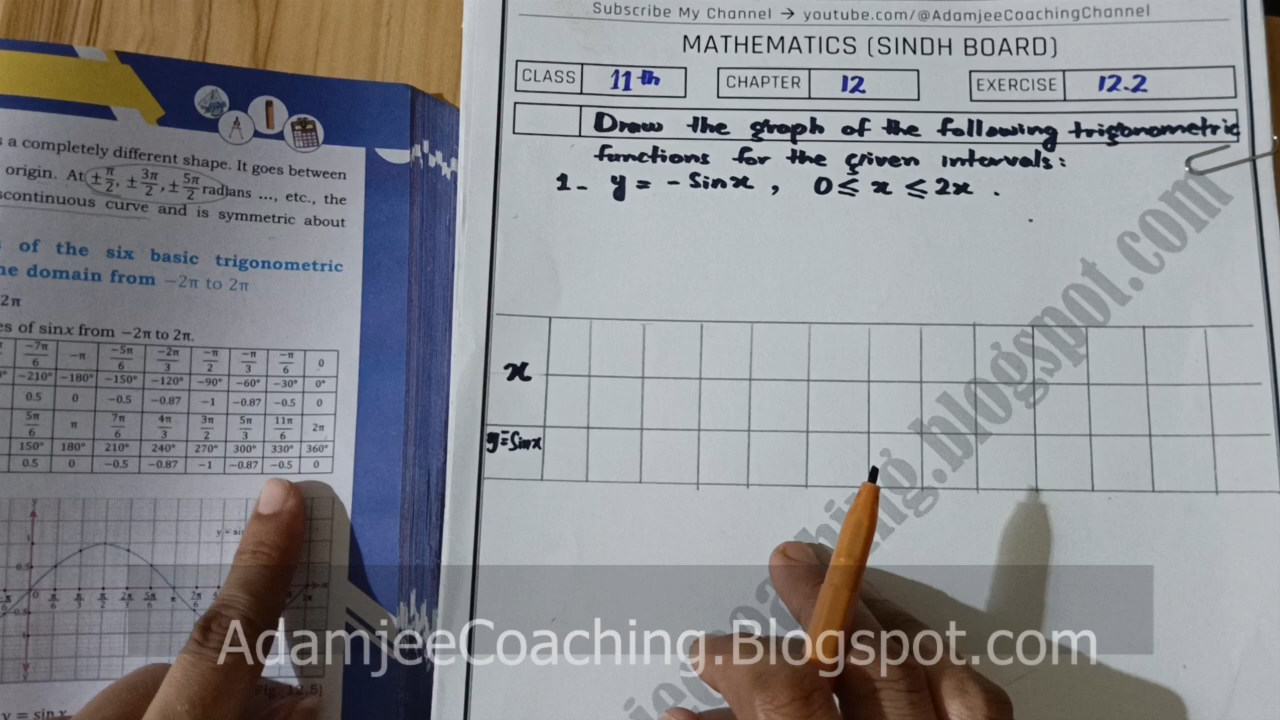 a completely different shape. It goes between
origin. At ±π/2, ±3π/2, ±5π/2 radians ..., etc., the
curve and is symmetric about
of the six basic trigonometric
domain from −2π to 2π
2π
of sinx from −2π to 2π.
−7π/6 −π −5π/6 −2π/3 −π/2 −π/3 −π/6 0
−210° −180° −150° −120° −90° −60° −30° 0°
0.5 0 −0.5 −0.87 −1 −0.87 −0.5 0
5π/6 π 7π/6 4π/3 3π/2 5π/3 11π/6 2π
150° 180° 210° 240° 270° 300° 330° 360°
0.5 0 −0.5 −0.87 −1 −0.87 −0.5 0
y = sin x
Subscribe My Channel → youtube.com/@AdamjeeCoachingChannel
MATHEMATICS (SINDH BOARD)
CLASS 11th CHAPTER 12 EXERCISE 12.2
Draw the graph of the following trigonometric
functions for the given intervals:
1- y = - Sinx , 0 ≤ x ≤ 2x .
x
y=Sinx
AdamjeeCoaching.Blogspot.com